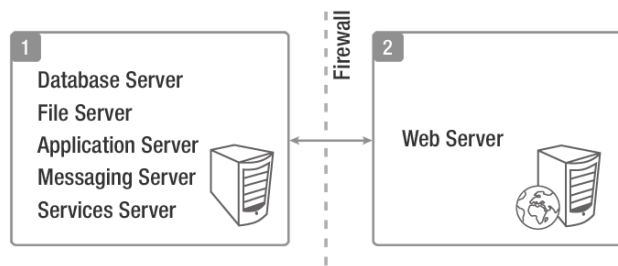 1
Database Server
File Server
Application Server
Messaging Server
Services Server
Firewall
2
Web Server